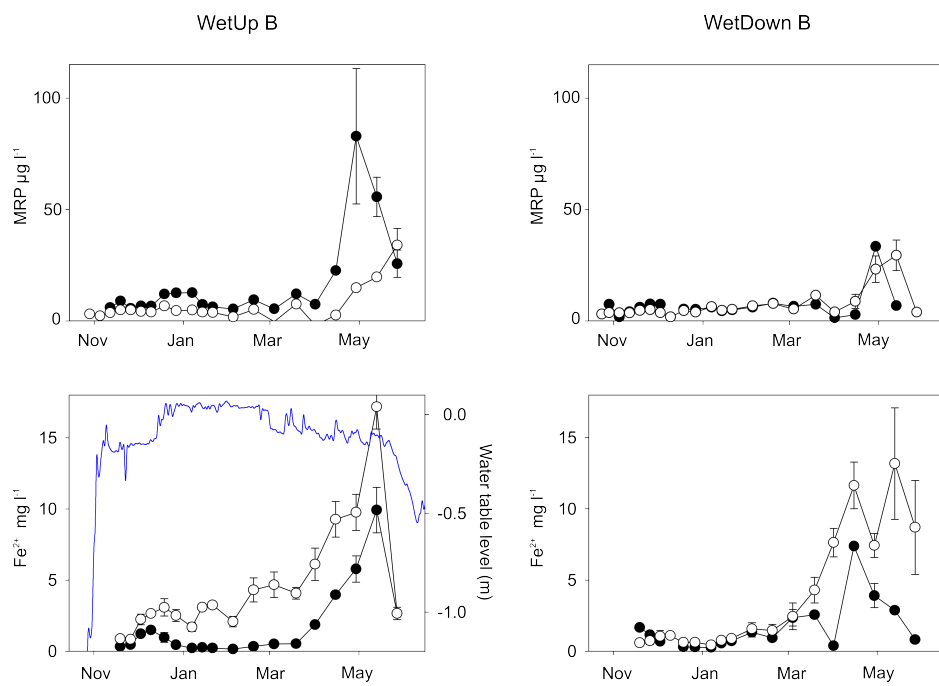 WetUp B
WetDown B
100
50
0
MRP µg l⁻¹
Nov Jan Mar May
100
50
0
MRP µg l⁻¹
Nov Jan Mar May
15
10
5
0
Fe²⁺ mg l⁻¹
0.0
-0.5
-1.0
Water table level (m)
Nov Jan Mar May
15
10
5
0
Fe²⁺ mg l⁻¹
Nov Jan Mar May